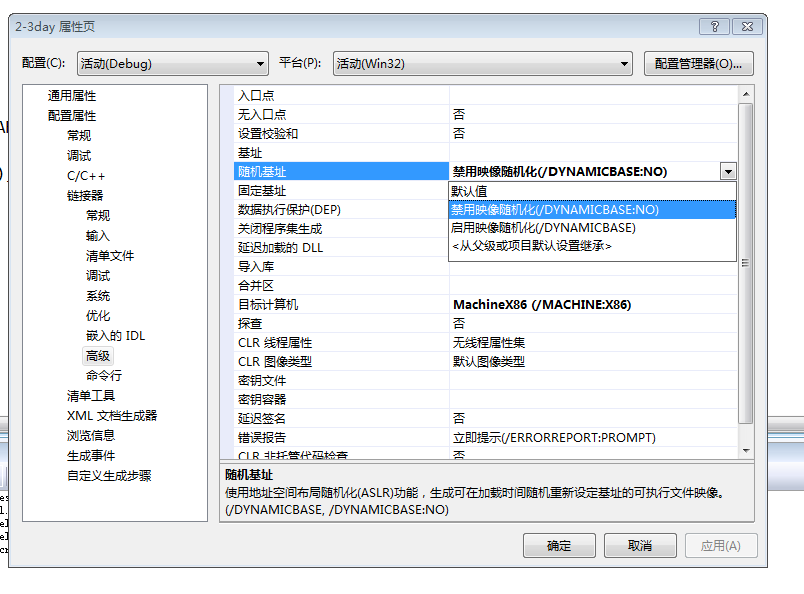 2-3day 属性页
配置(C): 活动(Debug) 平台(P): 活动(Win32) 配置管理器(O)...
通用属性
配置属性
常规
调试
C/C++
链接器
常规
输入
清单文件
调试
系统
优化
嵌入的 IDL
高级
命令行
清单工具
XML 文档生成器
浏览信息
生成事件
自定义生成步骤
入口点
无入口点 否
设置校验和 否
基址
随机基址 禁用映像随机化(/DYNAMICBASE:NO)
固定基址
数据执行保护(DEP)
关闭程序集生成
延迟加载的 DLL
导入库
合并区
目标计算机 MachineX86 (/MACHINE:X86)
探查 否
CLR 线程属性 无线程属性集
CLR 图像类型 默认图像类型
密钥文件
密钥容器
延迟签名 否
错误报告 立即提示(/ERRORREPORT:PROMPT)
CLR 非托管代码检查 否
默认值
禁用映像随机化(/DYNAMICBASE:NO)
启用映像随机化(/DYNAMICBASE)
<从父级或项目默认设置继承>
随机基址
使用地址空间布局随机化(ASLR)功能，生成可在加载时间随机重新设定基址的可执行文件映像。
(/DYNAMICBASE, /DYNAMICBASE:NO)
确定 取消 应用(A)